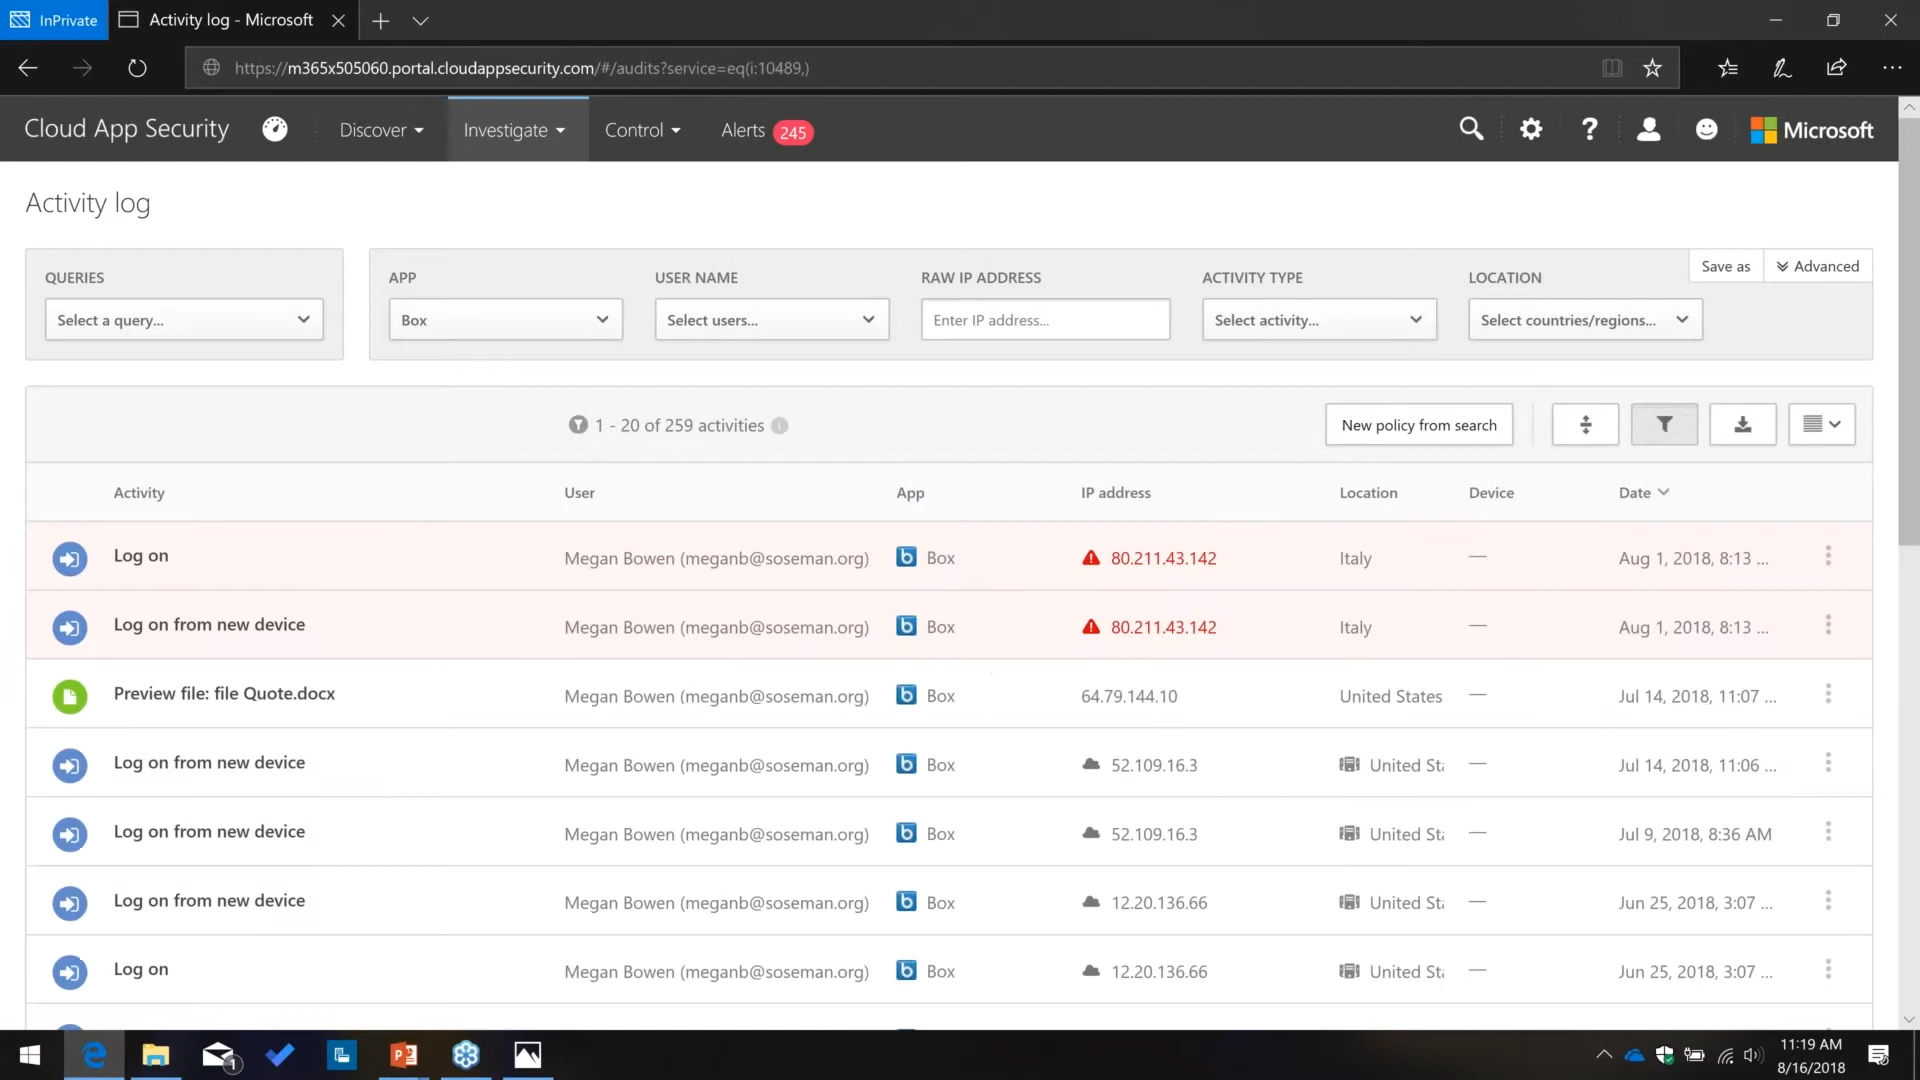 InPrivate
Activity log - Microsoft
https://m365x505060.portal.cloudappsecurity.com/#/audits?service=eq(i:10489,)
Cloud App Security
Discover
Investigate
Control
Alerts 245
Microsoft
Activity log
Save as
Advanced
QUERIES
APP
USER NAME
RAW IP ADDRESS
ACTIVITY TYPE
LOCATION
Select a query...
Box
Select users...
Enter IP address...
Select activity...
Select countries/regions...
1 - 20 of 259 activities
New policy from search
Activity User App IP address Location Device Date
Log on Megan Bowen (meganb@soseman.org) Box 80.211.43.142 Italy — Aug 1, 2018, 8:13 ...
Log on from new device Megan Bowen (meganb@soseman.org) Box 80.211.43.142 Italy — Aug 1, 2018, 8:13 ...
Preview file: file Quote.docx Megan Bowen (meganb@soseman.org) Box 64.79.144.10 United States — Jul 14, 2018, 11:07 ...
Log on from new device Megan Bowen (meganb@soseman.org) Box 52.109.16.3 United Sta — Jul 14, 2018, 11:06 ...
Log on from new device Megan Bowen (meganb@soseman.org) Box 52.109.16.3 United Sta — Jul 9, 2018, 8:36 AM
Log on from new device Megan Bowen (meganb@soseman.org) Box 12.20.136.66 United Sta — Jun 25, 2018, 3:07 ...
Log on Megan Bowen (meganb@soseman.org) Box 12.20.136.66 United Sta — Jun 25, 2018, 3:07 ...
1
11:19 AM
8/16/2018